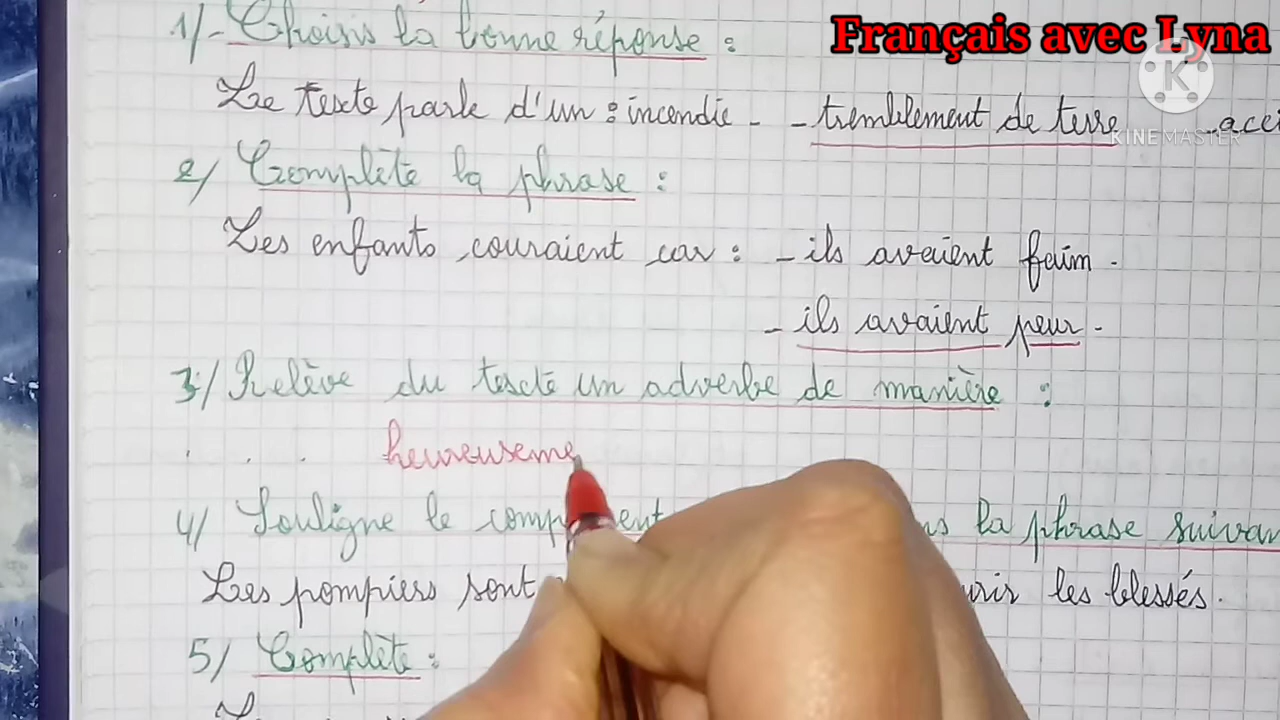 Français avec Lyna
KINEMASTER
1/- Choisis la bonne réponse :
Le texte parle d'un : incendie - - tremblement de terre - acci
2/ Complète la phrase :
Les enfants couraient car : - ils avaient faim .
- ils avaient peur .
3/ Relève du texte un adverbe de manière :
. . . heureuseme
4/ Souligne le la phrase suivan
Les pompiers sont les blessés .
5/ Complète :